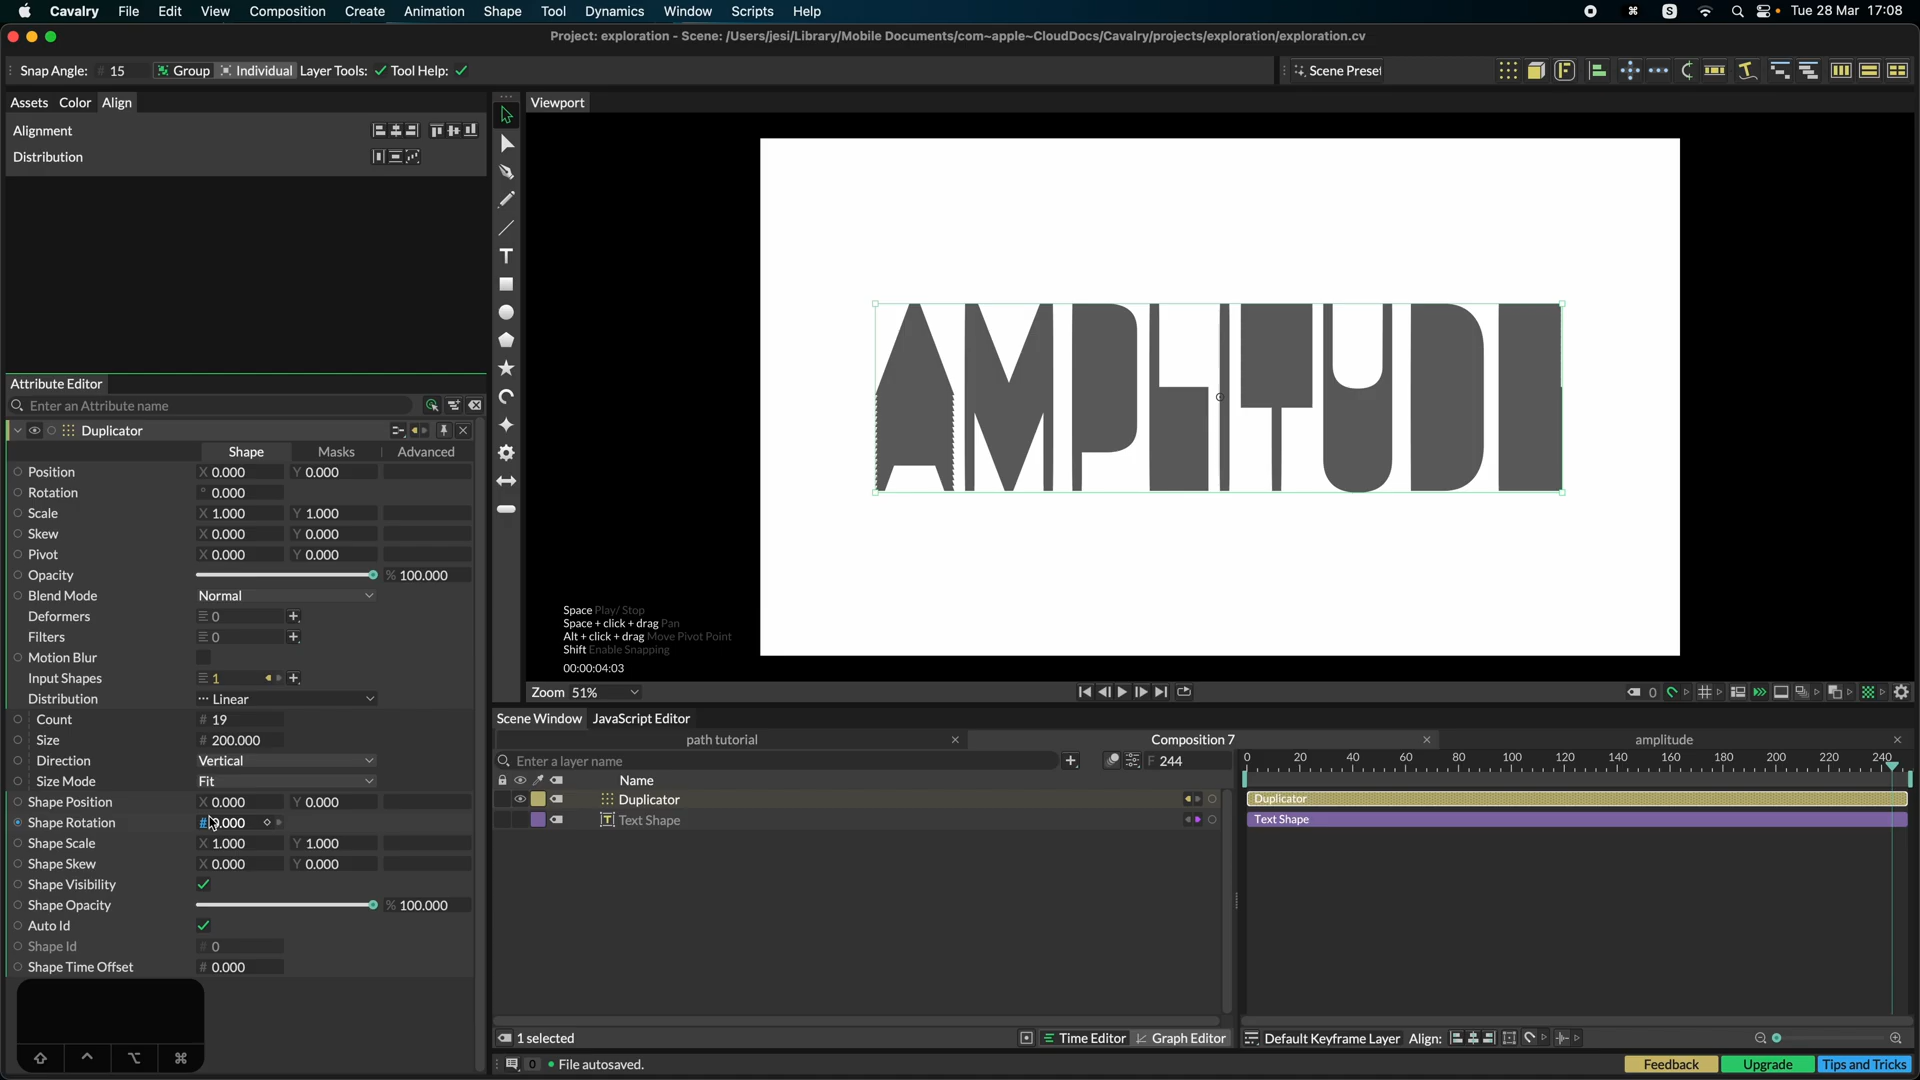 Cavalry File Edit View Composition Create Animation Shape Tool Dynamics Window Scripts Help
Tue 28 Mar 17:08
Project: exploration - Scene: /Users/jesi/Library/Mobile Documents/com~apple~CloudDocs/Cavalry/projects/exploration/exploration.cv
Snap Angle: # 15 Group Individual Layer Tools: Tool Help:
Scene Preset
Assets Color Align
Viewport
Alignment
Distribution
AMPLITUDE
Attribute Editor
Enter an Attribute name
Duplicator
Shape Masks Advanced
Position X 0.000 Y 0.000
Rotation ° 0.000
Scale X 1.000 Y 1.000
Skew X 0.000 Y 0.000
Pivot X 0.000 Y 0.000
Opacity % 100.000
Blend Mode Normal
Deformers 0
Filters 0
Motion Blur
Input Shapes 1
Distribution Linear
Count # 19
Size # 200.000
Direction Vertical
Size Mode Fit
Shape Position X 0.000 Y 0.000
Shape Rotation # 0.000
Shape Scale X 1.000 Y 1.000
Shape Skew X 0.000 Y 0.000
Shape Visibility
Shape Opacity % 100.000
Auto Id
Shape Id # 0
Shape Time Offset # 0.000
Space Play/ Stop
Space + click + drag Pan
Alt + click + drag Move Pivot Point
Shift Enable Snapping
00:00:04:03
Zoom 51%
0
Scene Window JavaScript Editor
path tutorial Composition 7 amplitude
Enter a layer name
F 244
0 20 40 60 80 100 120 140 160 180 200 220 240
Name
Duplicator
Text Shape
Duplicator
Text Shape
1 selected
Time Editor Graph Editor
Default Keyframe Layer Align:
0 File autosaved.
Feedback Upgrade Tips and Tricks